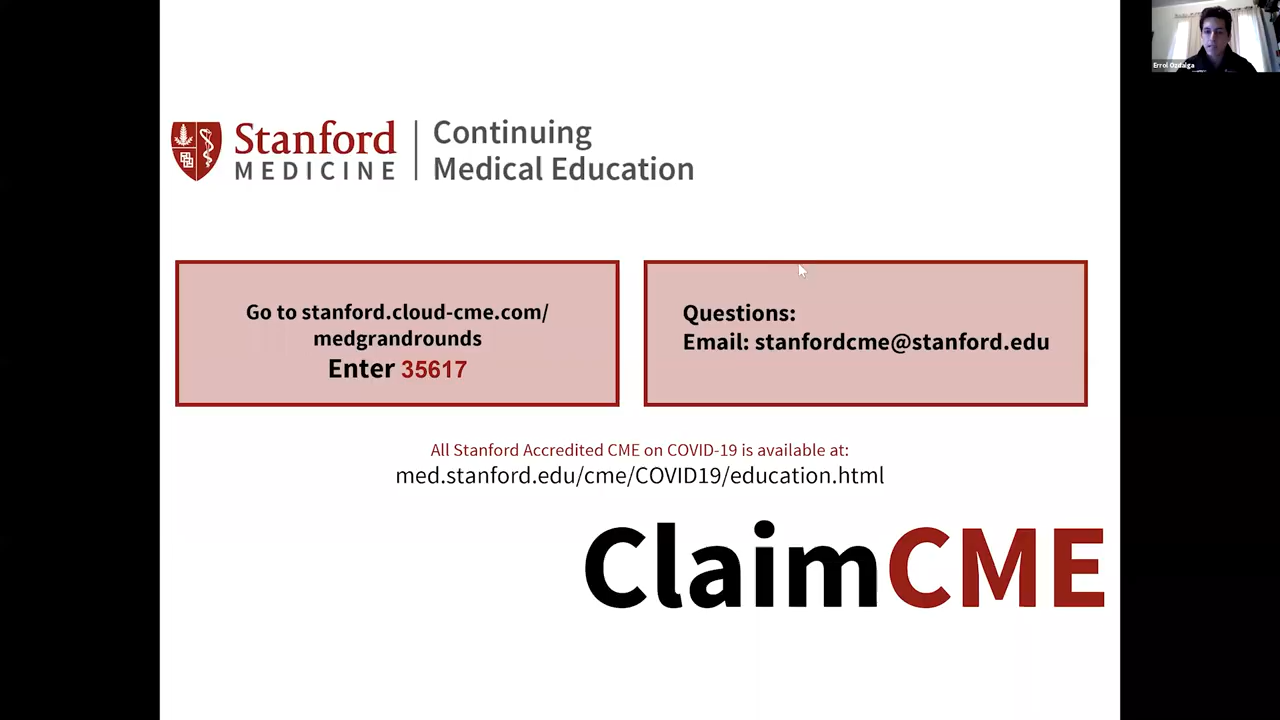 Errol Ozdalga
Stanford
MEDICINE
Continuing
Medical Education
Go to stanford.cloud-cme.com/
medgrandrounds
Enter 35617
Questions:
Email: stanfordcme@stanford.edu
All Stanford Accredited CME on COVID-19 is available at:
med.stanford.edu/cme/COVID19/education.html
ClaimCME